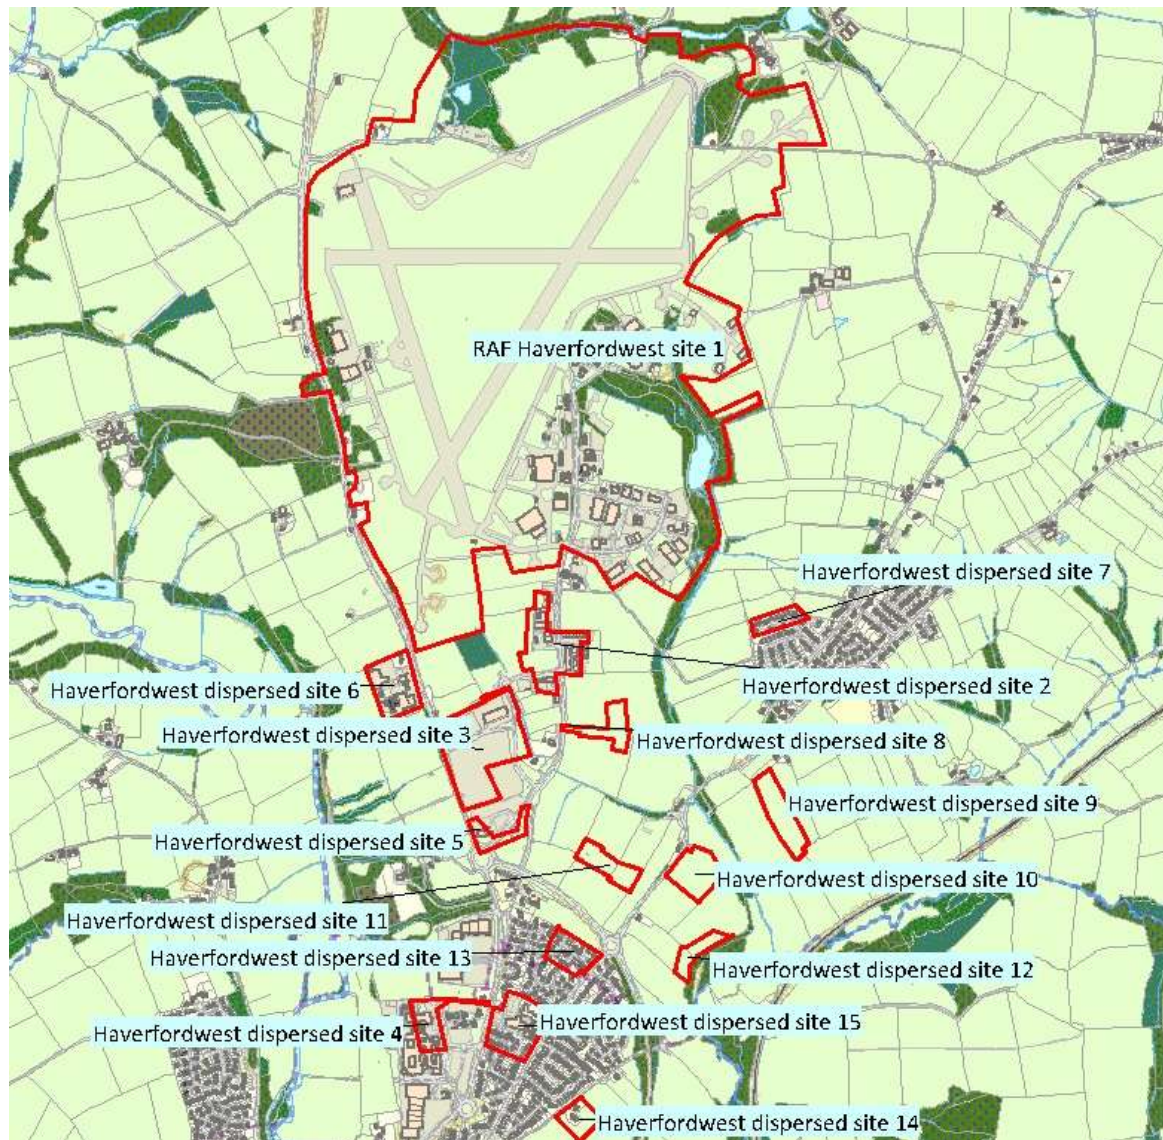 RAF Haverfordwest site 1
Haverfordwest dispersed site 7
Haverfordwest dispersed site 6
Haverfordwest dispersed site 2
Haverfordwest dispersed site 3
Haverfordwest dispersed site 8
Haverfordwest dispersed site 9
Haverfordwest dispersed site 5
Haverfordwest dispersed site 10
Haverfordwest dispersed site 11
Haverfordwest dispersed site 13
Haverfordwest dispersed site 12
Haverfordwest dispersed site 4
Haverfordwest dispersed site 15
Haverfordwest dispersed site 14